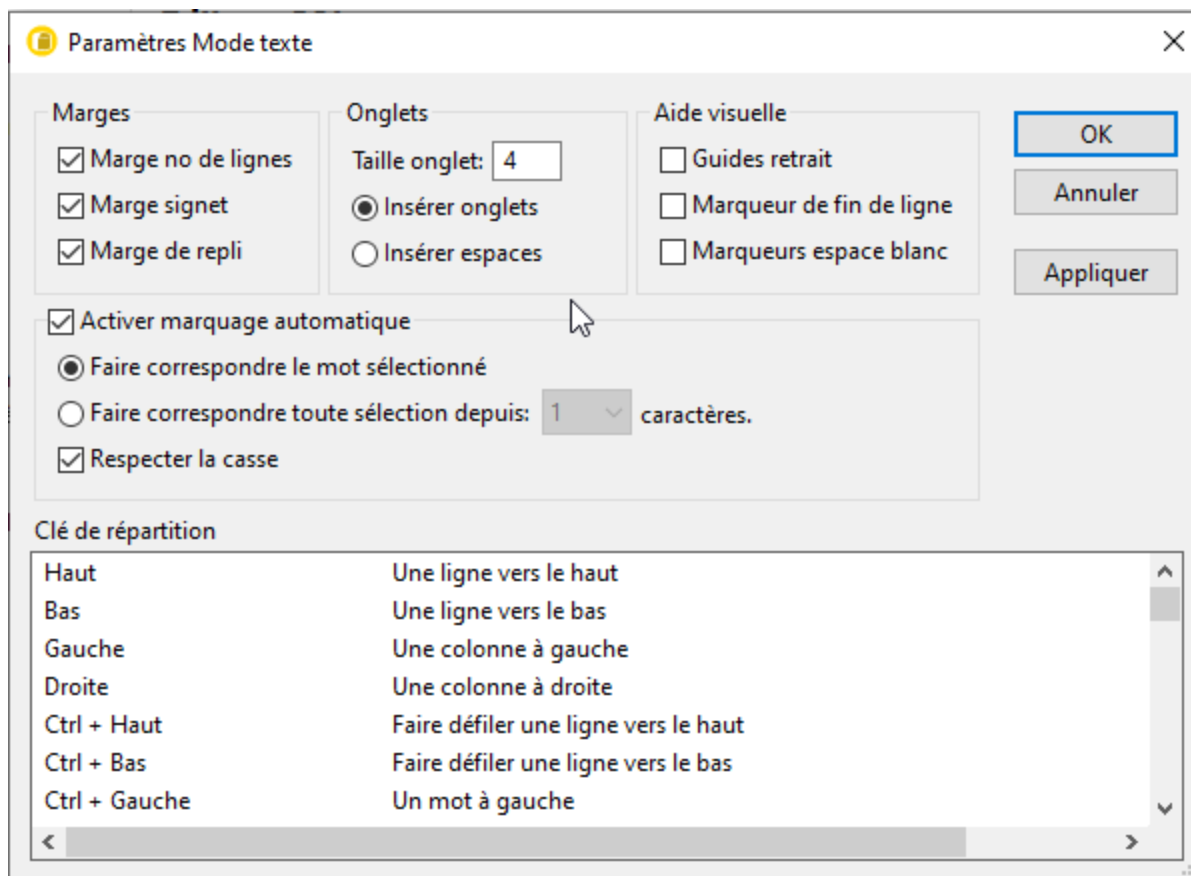 Paramètres Mode texte
Marges
Marge no de lignes
Marge signet
Marge de repli
Onglets
Taille onglet: 4
Insérer onglets
Insérer espaces
Aide visuelle
Guides retrait
Marqueur de fin de ligne
Marqueurs espace blanc
OK
Annuler
Appliquer
Activer marquage automatique
Faire correspondre le mot sélectionné
Faire correspondre toute sélection depuis: 1 caractères.
Respecter la casse
Clé de répartition
Haut Une ligne vers le haut
Bas Une ligne vers le bas
Gauche Une colonne à gauche
Droite Une colonne à droite
Ctrl + Haut Faire défiler une ligne vers le haut
Ctrl + Bas Faire défiler une ligne vers le bas
Ctrl + Gauche Un mot à gauche